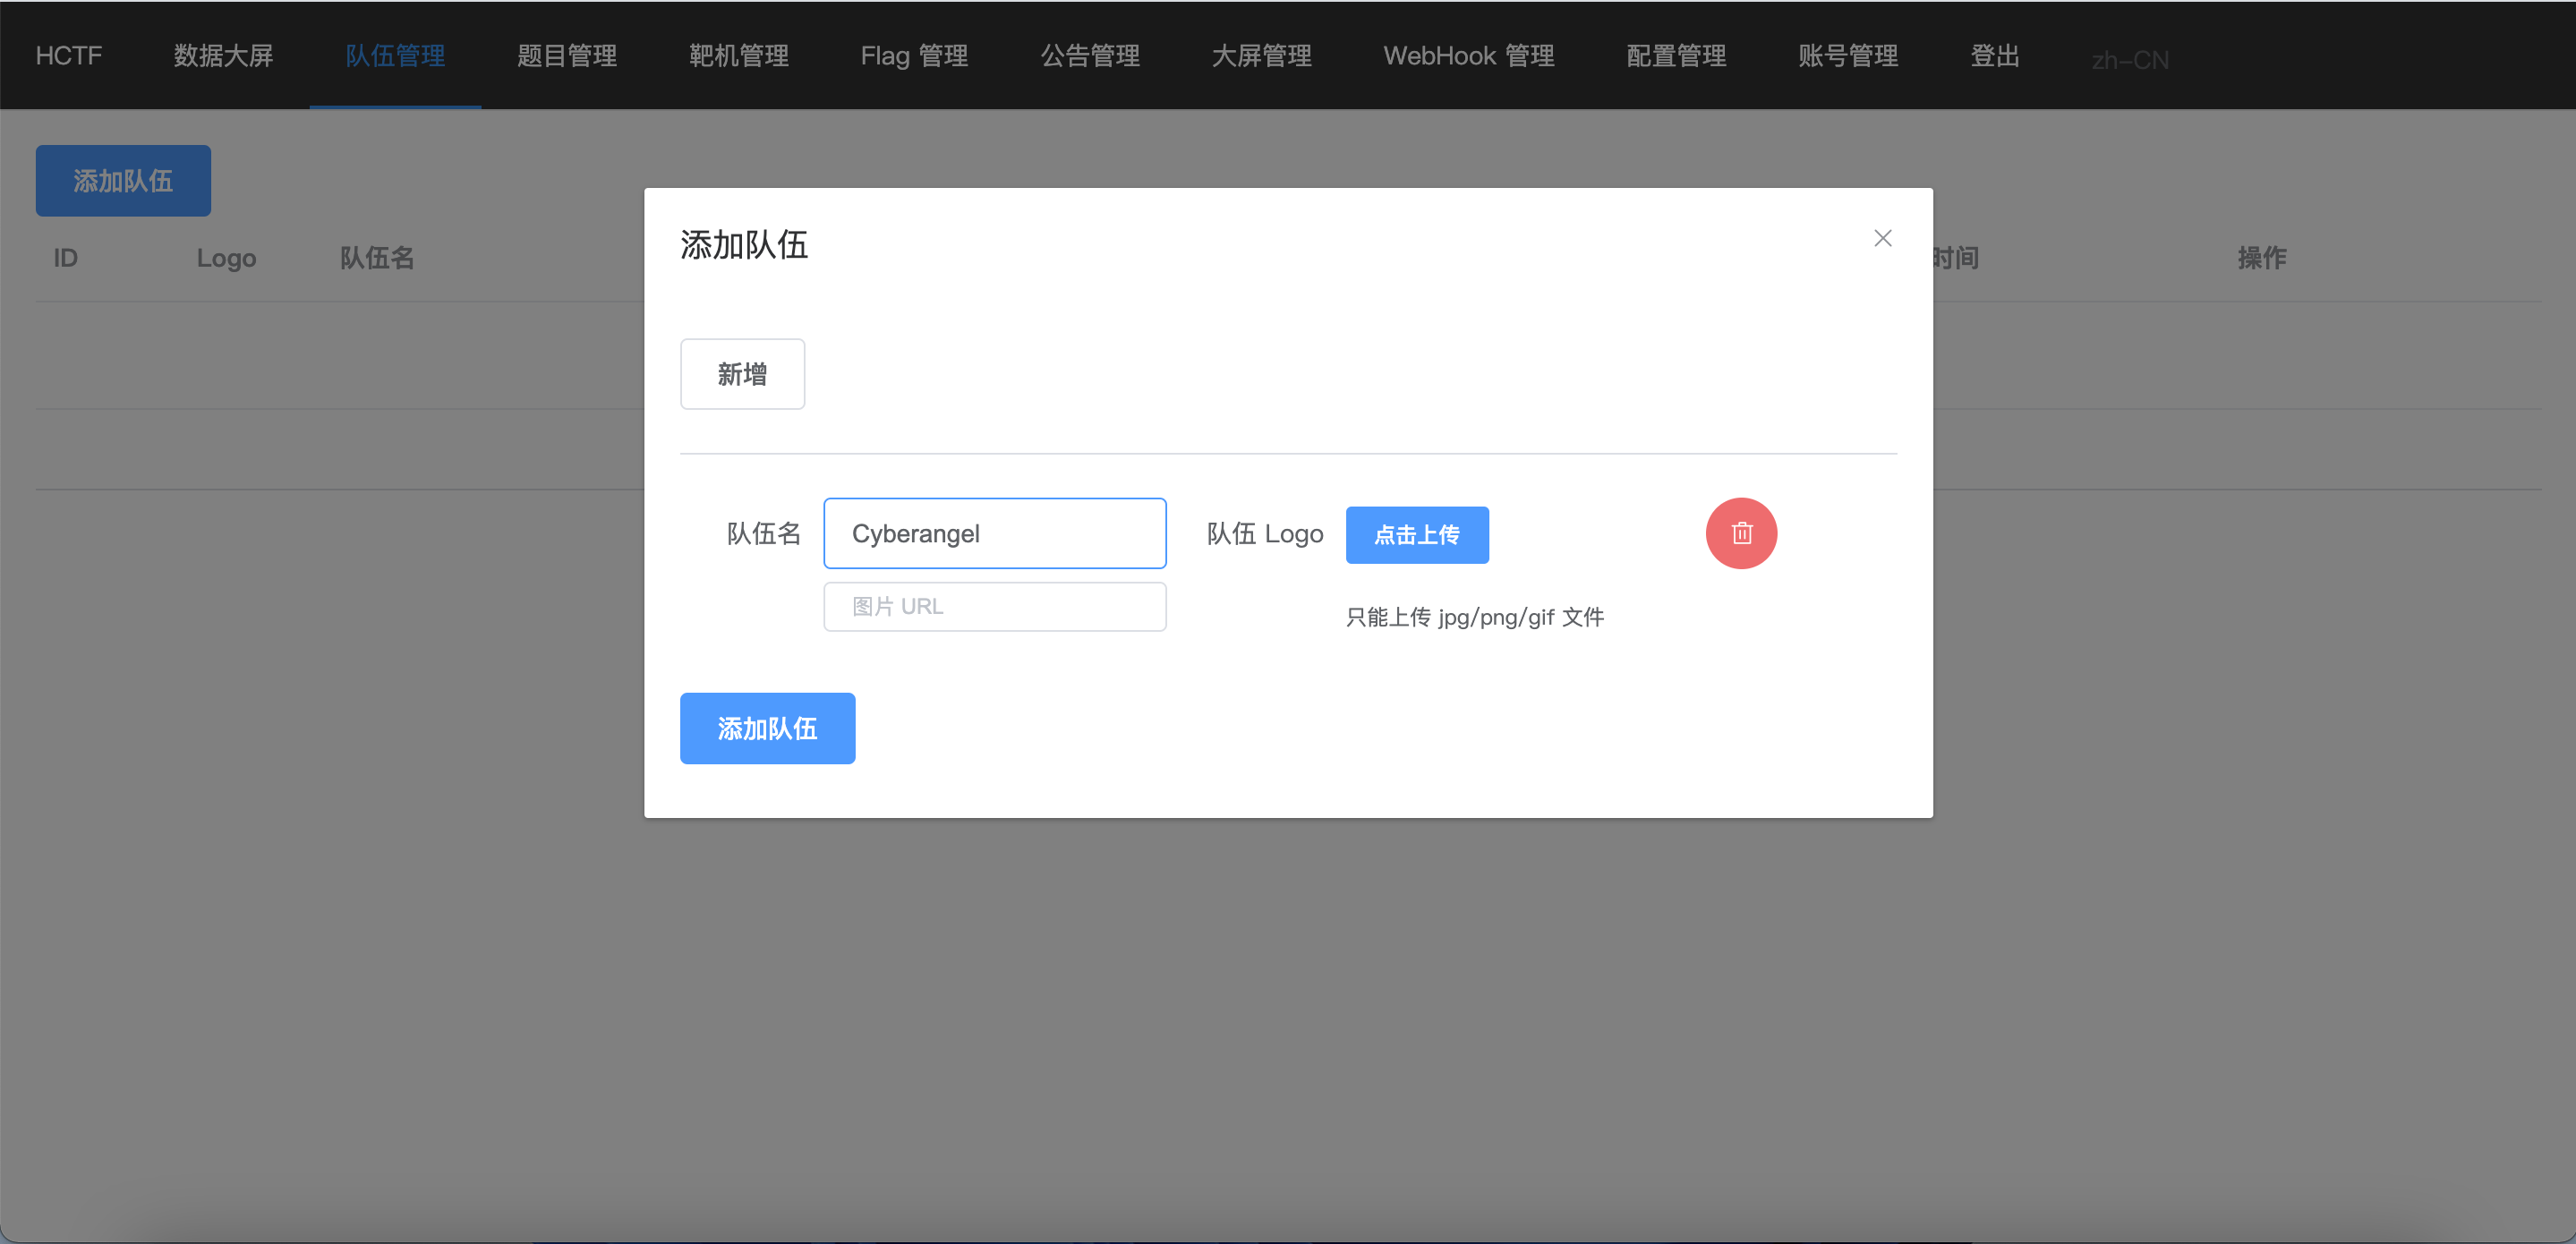 HCTF 数据大屏 队伍管理 题目管理 靶机管理 Flag 管理 公告管理 大屏管理 WebHook 管理 配置管理 账号管理 登出 zh-CN
添加队伍
添加队伍
ID Logo 队伍名 时间 操作
新增
队伍名 Cyberangel 队伍 Logo 点击上传
图片 URL 只能上传 jpg/png/gif 文件
添加队伍